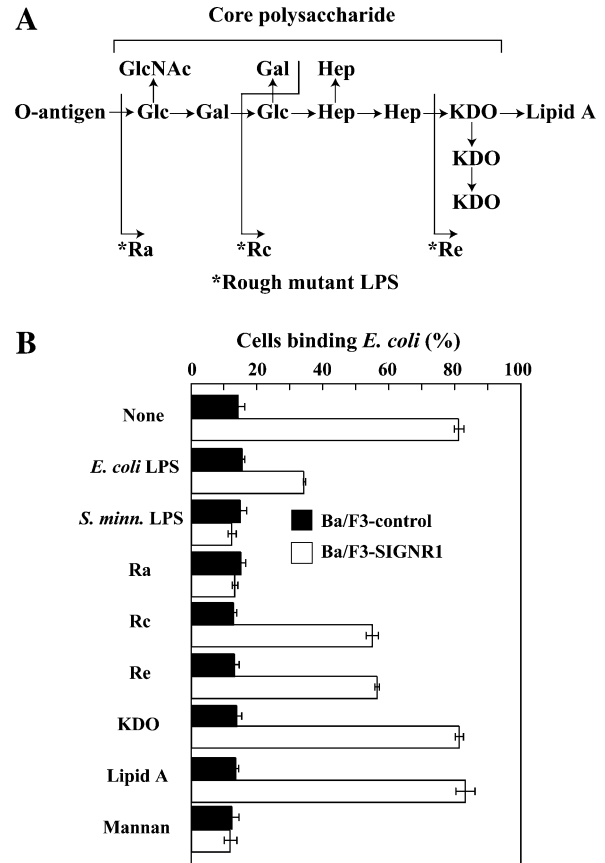 A
Core polysaccharide
GlcNAc Gal Hep
O-antigen Glc Gal Glc Hep Hep KDO Lipid A
KDO
KDO
*Ra *Rc *Re
*Rough mutant LPS
B
Cells binding E. coli (%)
0 20 40 60 80 100
None
E. coli LPS
S. minn. LPS
Ba/F3-control
Ba/F3-SIGNR1
Ra
Rc
Re
KDO
Lipid A
Mannan